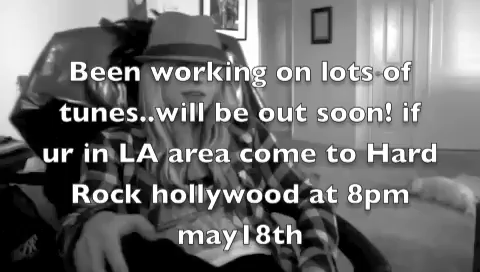 Been working on lots of
tunes..will be out soon! if
ur in LA area come to Hard
Rock hollywood at 8pm
may18th